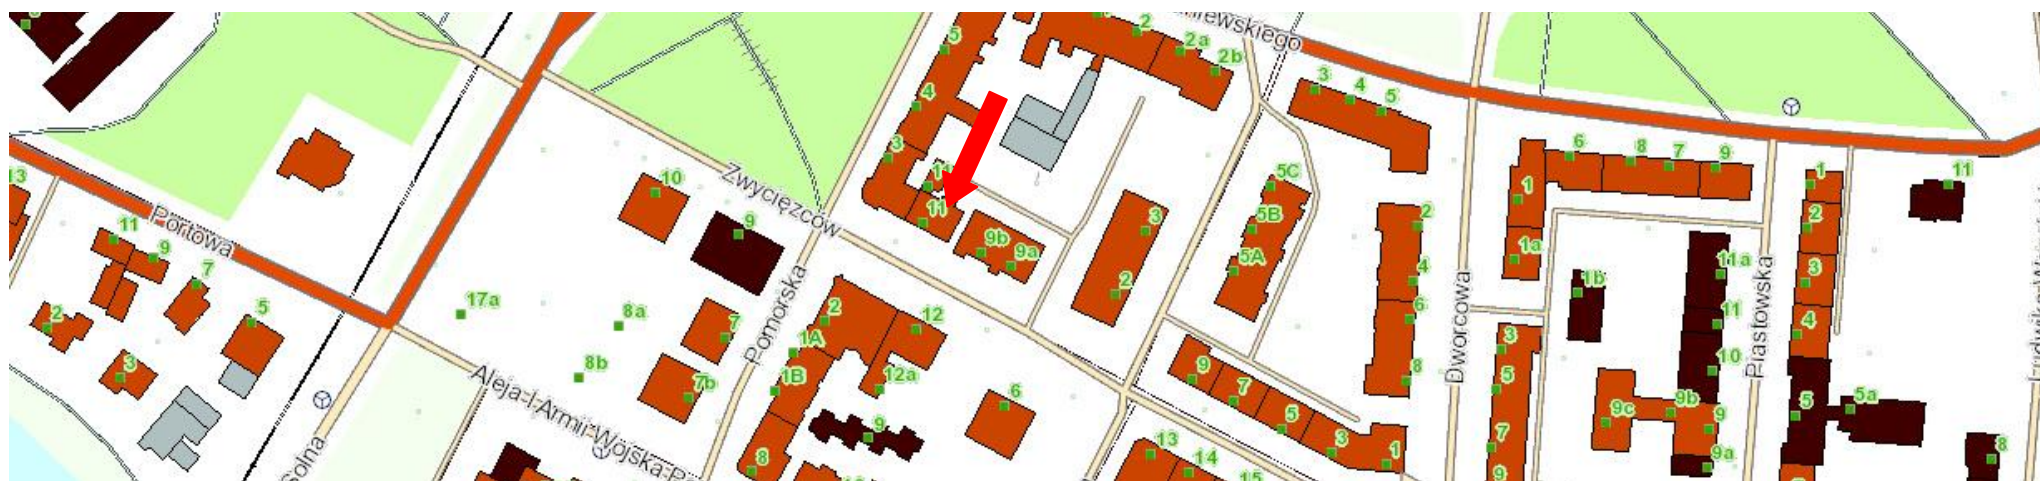 5
2
2a
2b
4
3
11
3
4
5
13
10
9
Zwycięzców
9b
9a
3
2
5C
5B
5A
2
4
6
8
6
8
7
9
1
1a
1
2
3
4
11
Portowa
11
9
7
5
2
3
17a
8a
8b
7
7b
Pomorska
2
1A
1B
12
12a
9
8
6
Aleja I Armii Wojska
Solna
9
7
5
3
1
13
14
15
Dworcowa
3
5
7
9
1b
11a
11
10
9c
9b
9
9a
Piastowska
5
5a
8